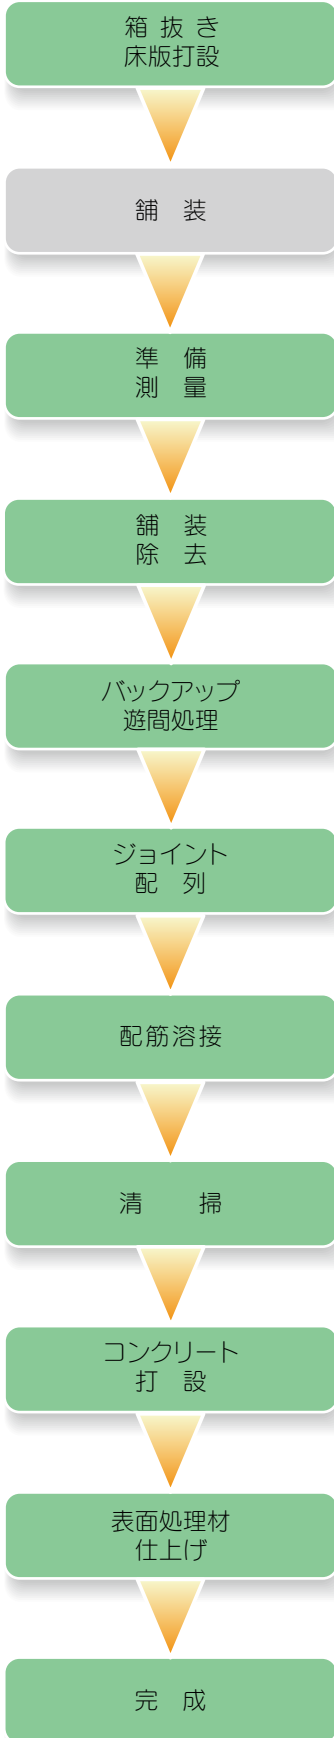 箱抜き
床版打設
舗装
準備
測量
舗装
除去
バックアップ
遊間処理
ジョイント
配列
配筋溶接
清掃
コンクリート
打設
表面処理材
仕上げ
完成